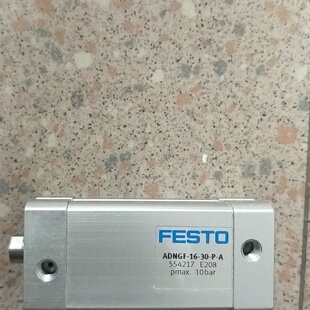 FESTO
ADNGF-16-30-P-A
554217 E208
pmax. 10bar